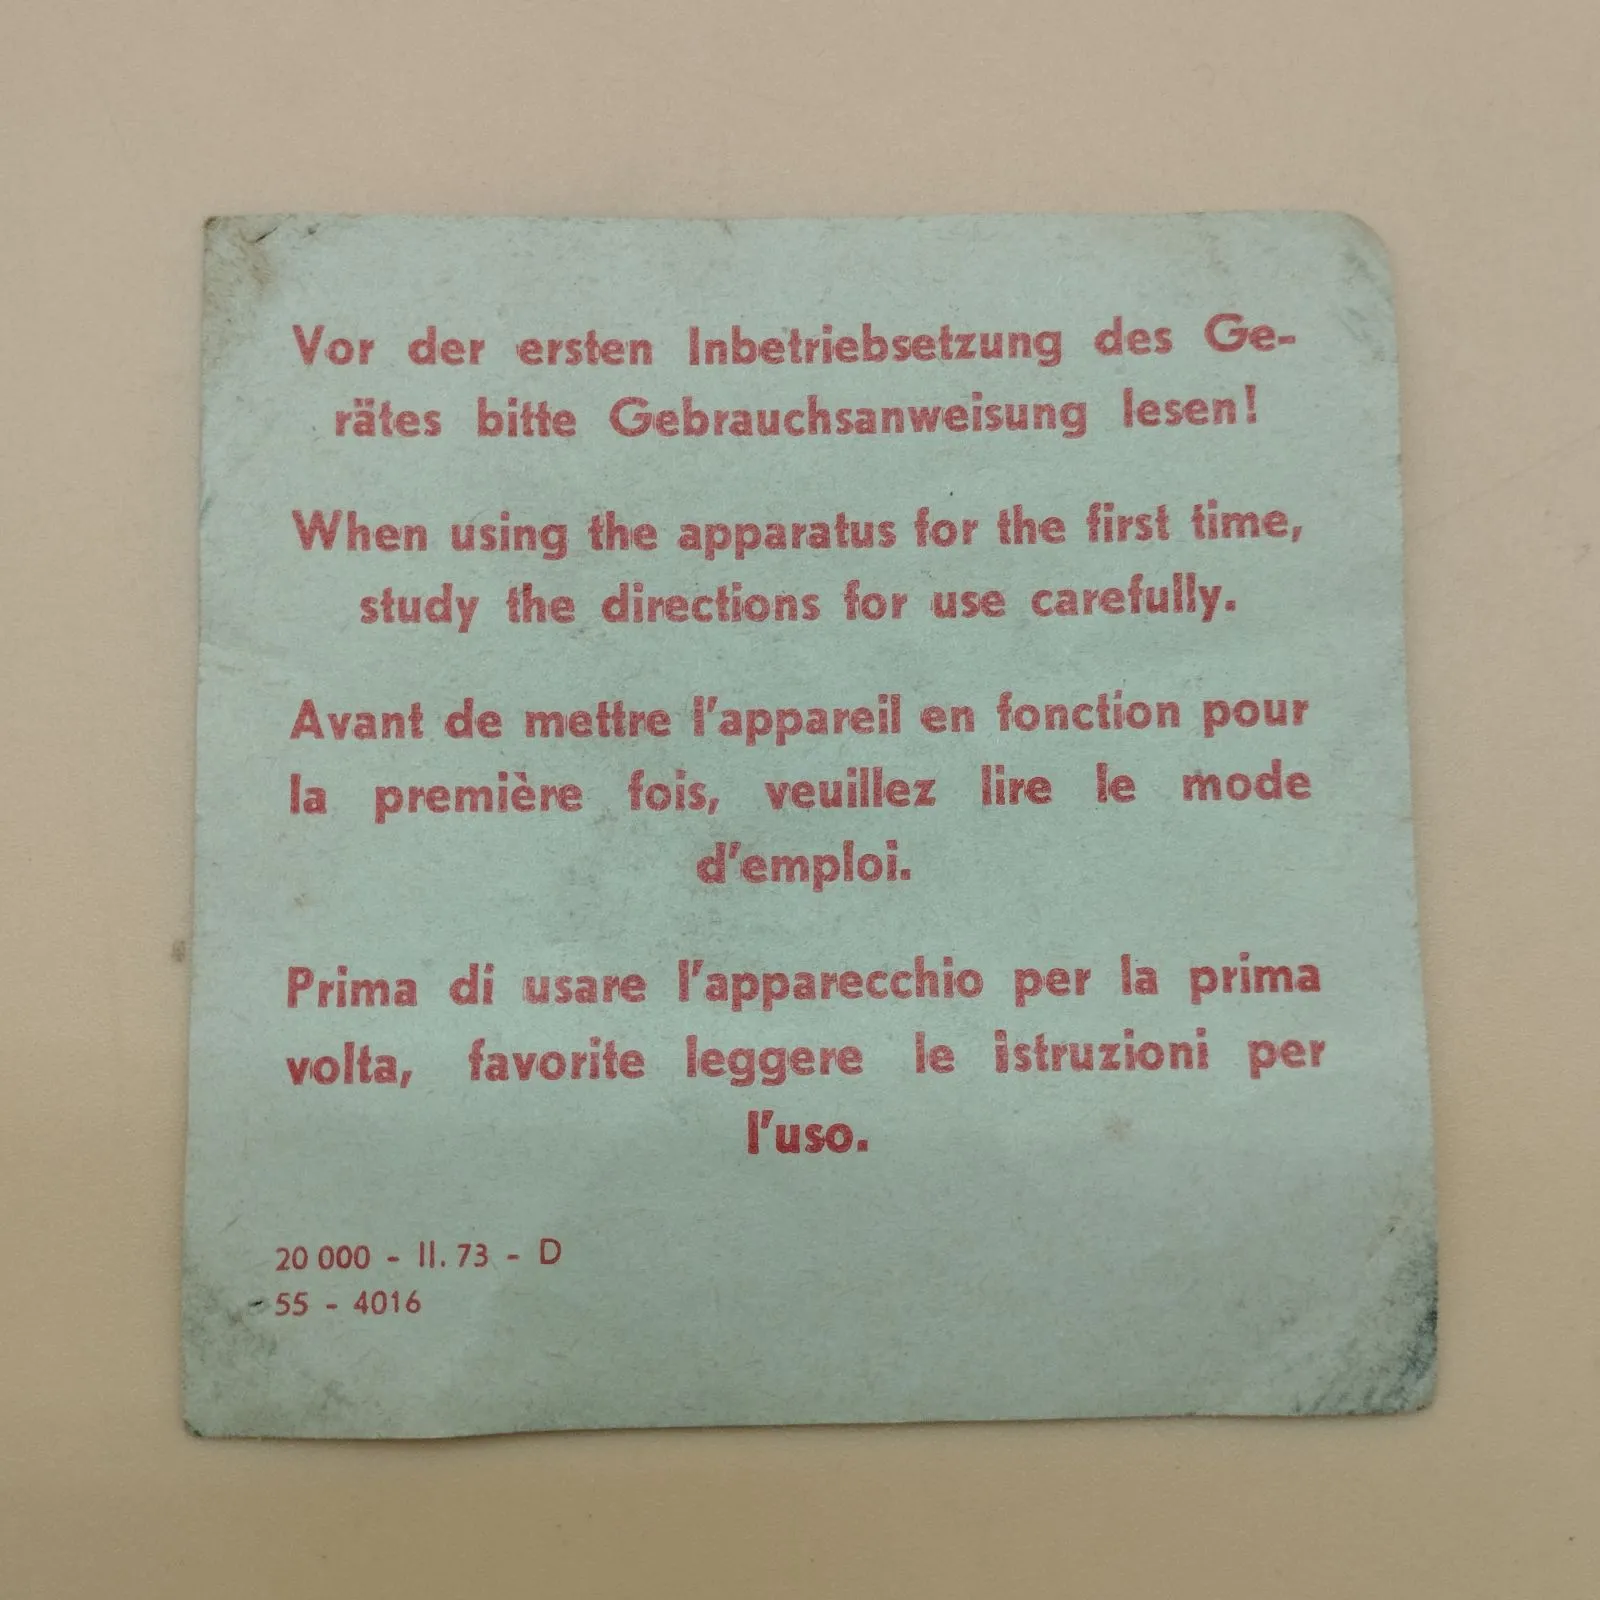 Vor der ersten Inbetriebsetzung des Ge-
rätes bitte Gebrauchsanweisung lesen!
When using the apparatus for the first time,
study the directions for use carefully.
Avant de mettre l'appareil en fonction pour
la première fois, veuillez lire le mode
d'emploi.
Prima di usare l'apparecchio per la prima
volta, favorite leggere le istruzioni per
l'uso.
20 000 - II. 73 - D
55 - 4016